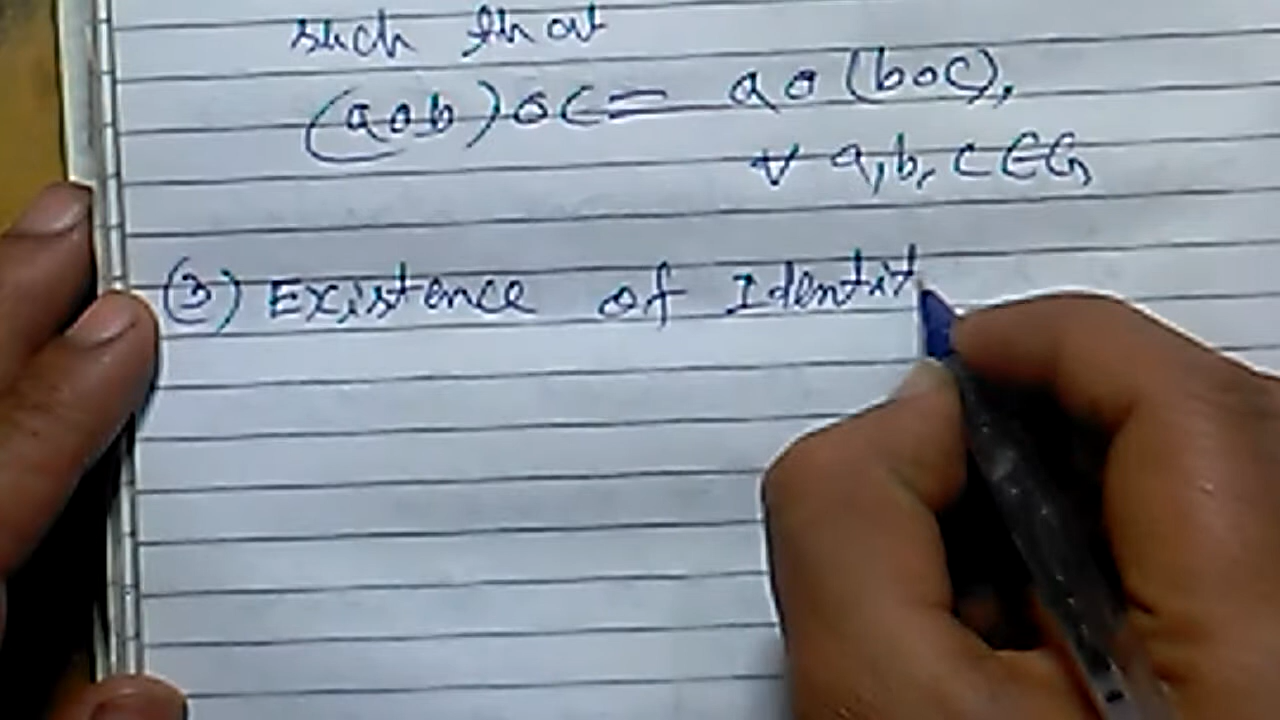 such that
(aob)oc = ao(boc),
∀ a,b,c∈G
(3) Existence of Identit